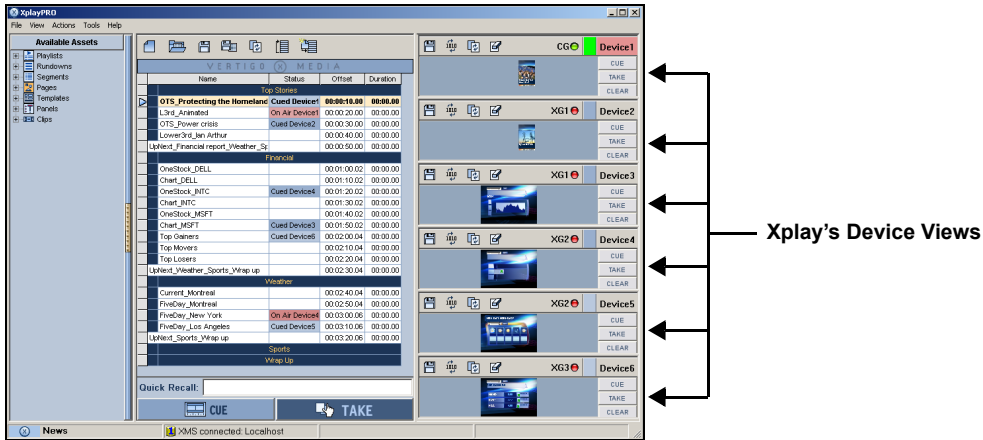 XplayPRO
File View Actions Tools Help
Available Assets
Playlists
Rundowns
Segments
Pages
Templates
Panels
Clips
VERTIGO MEDIA
Name Status Offset Duration
Top Stories
OTS_Protecting the Homeland Cued Device1 00:00:10.00 00:00.00
L3rd_Animated On Air Device1 00:00:20.00 00:00.00
OTS_Power crisis Cued Device2 00:00:30.00 00:00.00
Lower3rd_Ian Arthur 00:00:40.00 00:00.00
UpNext_Financial report_Weather_Sp 00:00:50.00 00:00.00
Financial
OneStock_DELL 00:01:00.02 00:00.00
Chart_DELL 00:01:10.02 00:00.00
OneStock_INTC Cued Device4 00:01:20.02 00:00.00
Chart_INTC 00:01:30.02 00:00.00
OneStock_MSFT 00:01:40.02 00:00.00
Chart_MSFT Cued Device3 00:01:50.02 00:00.00
Top Gainers Cued Device6 00:02:00.04 00:00.00
Top Movers 00:02:10.04 00:00.00
Top Losers 00:02:20.04 00:00.00
UpNext_Weather_Sports_Wrap up 00:02:30.04 00:00.00
Weather
Current_Montreal 00:02:40.04 00:00.00
FiveDay_Montreal 00:02:50.04 00:00.00
FiveDay_New York On Air Device4 00:03:00.06 00:00.00
FiveDay_Los Angeles Cued Device5 00:03:10.06 00:00.00
UpNext_Sports_Wrap up 00:03:20.06 00:00.00
Sports
Wrap Up
Quick Recall:
CUE TAKE
News XMS connected: Localhost
CG Device1
CUE
TAKE
CLEAR
XG1 Device2
CUE
TAKE
CLEAR
XG1 Device3
CUE
TAKE
CLEAR
XG2 Device4
CUE
TAKE
CLEAR
XG2 Device5
CUE
TAKE
CLEAR
XG3 Device6
CUE
TAKE
CLEAR
Xplay's Device Views